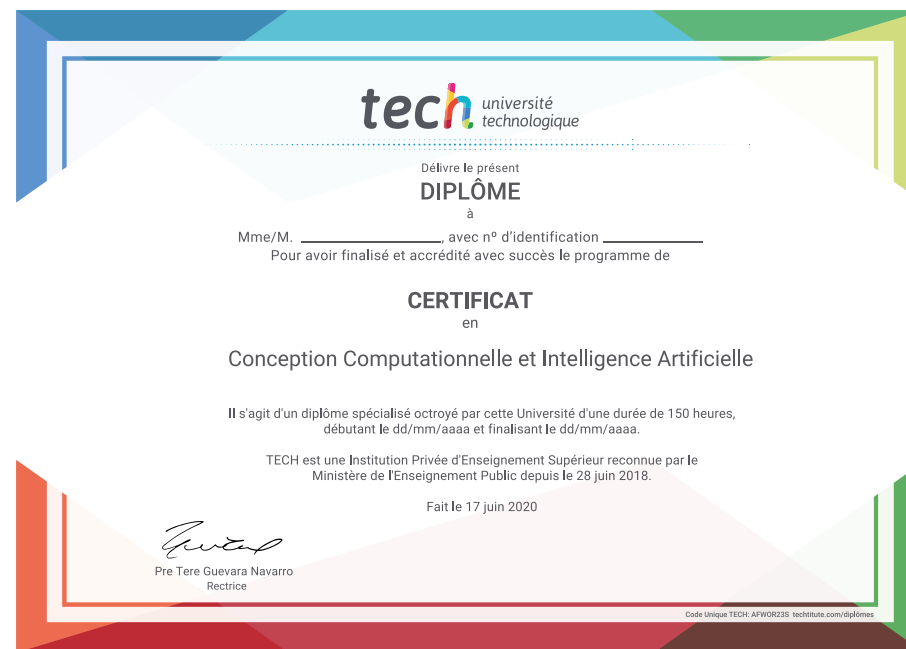 tech université
technologique
Délivre le présent
DIPLÔME
à
Mme/M. ____________________, avec nº d'identification ______________
Pour avoir finalisé et accrédité avec succès le programme de
CERTIFICAT
en
Conception Computationnelle et Intelligence Artificielle
Il s'agit d'un diplôme spécialisé octroyé par cette Université d'une durée de 150 heures,
débutant le dd/mm/aaaa et finalisant le dd/mm/aaaa.
TECH est une Institution Privée d'Enseignement Supérieur reconnue par le
Ministère de l'Enseignement Public depuis le 28 juin 2018.
Fait le 17 juin 2020
Pre Tere Guevara Navarro
Rectrice
Code Unique TECH: AFWOR23S techtitute.com/diplômes